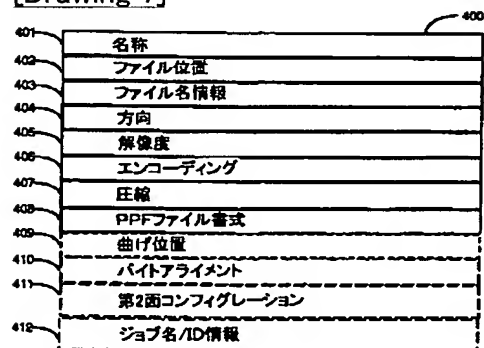 [Drawing 7]
400
401 名称
402 ファイル位置
403 ファイル名情報
404 方向
405 解像度
406 エンコーディング
407 圧縮
408 PPFファイル書式
409 曲げ位置
410 バイトアライメント
411 第2面コンフィグレーション
412 ジョブ名/ID情報